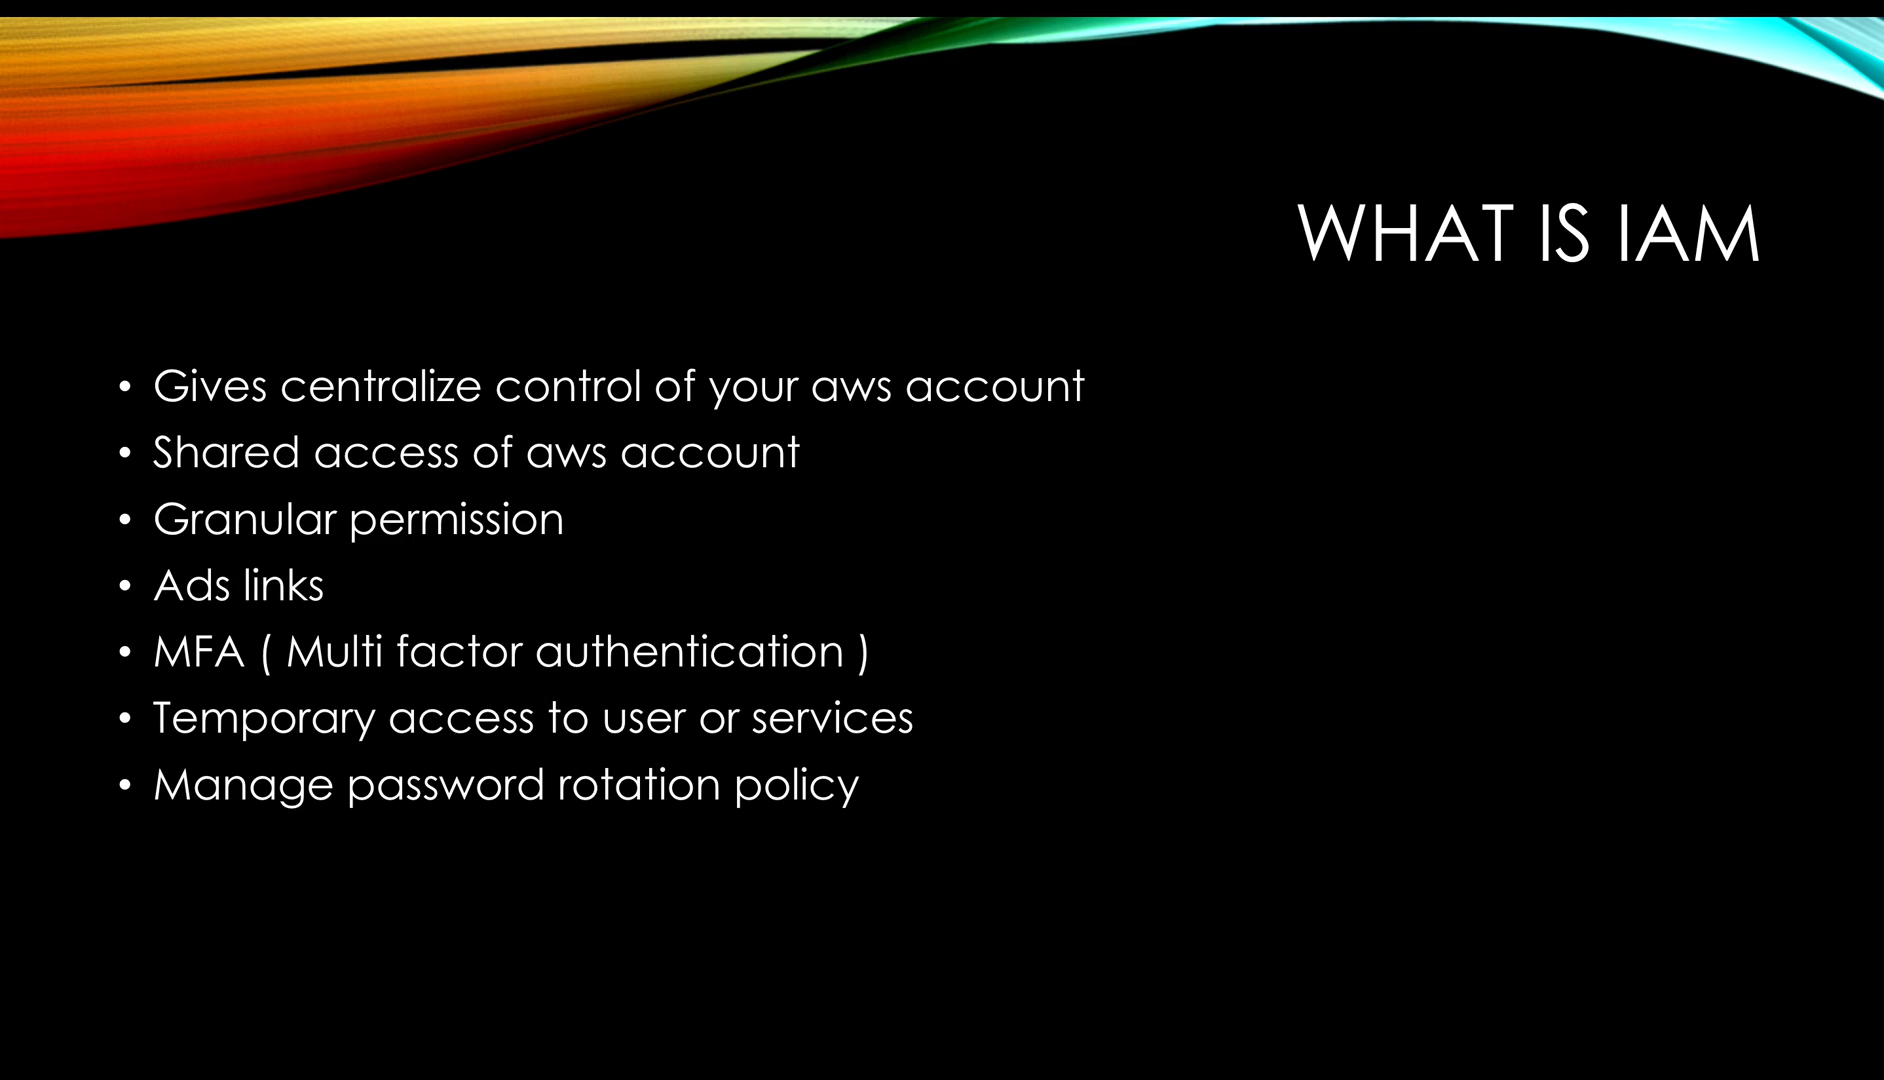 WHAT IS IAM
• Gives centralize control of your aws account
• Shared access of aws account
• Granular permission
• Ads links
• MFA ( Multi factor authentication )
• Temporary access to user or services
• Manage password rotation policy